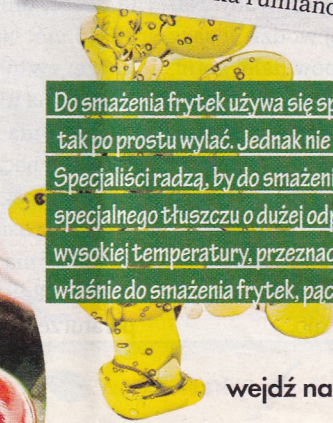 Do smażenia frytek używa się
tak po prostu wylać. Jednak nie
Specjaliści radzą, by do smażeni
specjalnego tłuszczu o dużej odp
wysokiej temperatury, przeznac
właśnie do smażenia frytek, pąc
wejdź na